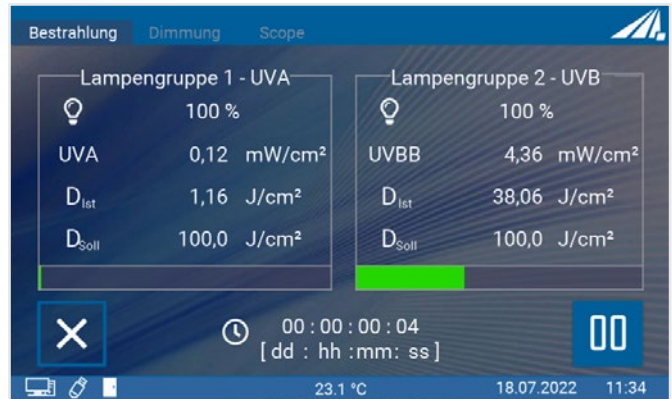 Bestrahlung Dimmung Scope
Lampengruppe 1 - UVA
100 %
UVA 0,12 mW/cm²
DIst 1,16 J/cm²
DSoll 100,0 J/cm²
Lampengruppe 2 - UVB
100 %
UVBB 4,36 mW/cm²
DIst 38,06 J/cm²
DSoll 100,0 J/cm²
00 : 00 : 00 : 04
[ dd : hh :mm: ss ]
23.1 °C 18.07.2022 11:34